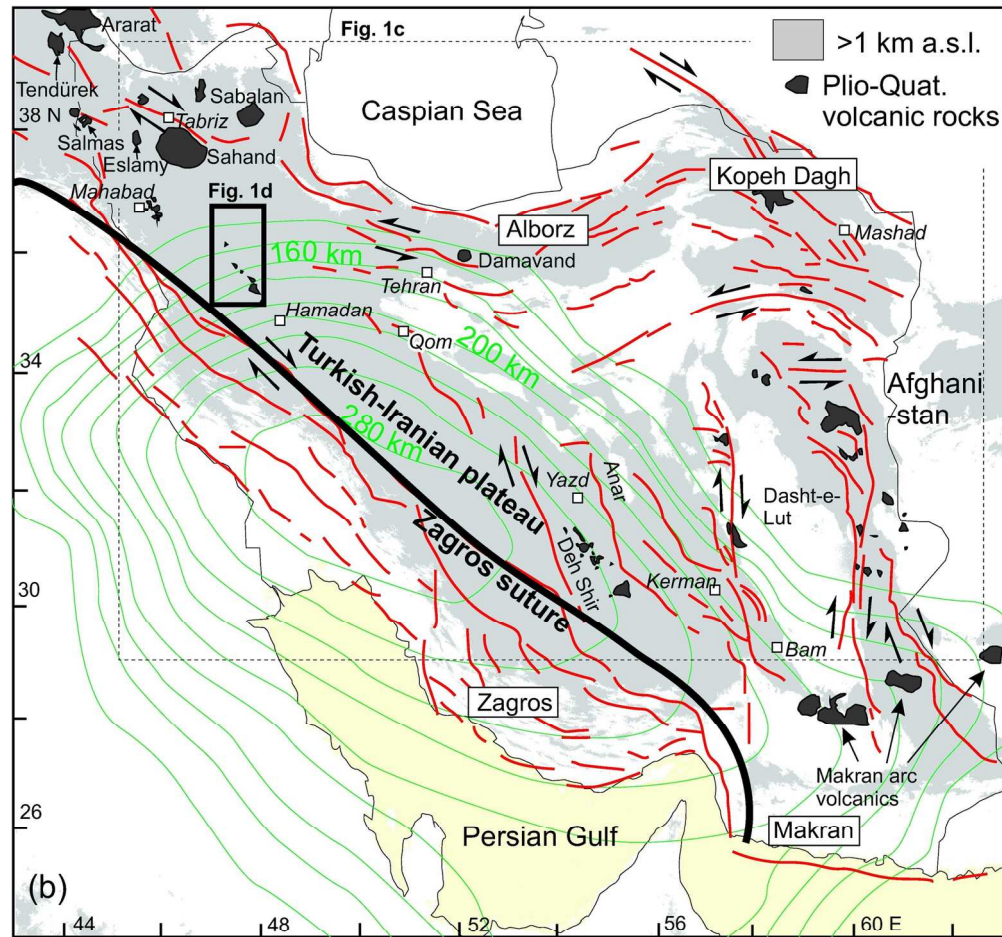 Ararat
Fig. 1c
>1 km a.s.l.
Plio-Quat.
volcanic rocks
Tendürek
38 N
Sabalan
Tabriz
Caspian Sea
Salmas
Eslamy
Sahand
Mahabad
Fig. 1d
Kopeh Dagh
Alborz
Mashad
160 km
Damavand
Tehran
Hamadan
Qom
200 km
34
Turkish-Iranian plateau
280 km
Afghani
-stan
Yazd
Anar
Dasht-e-
Lut
Zagros suture
Deh Shir
Kerman
30
Bam
Zagros
Makran arc
volcanics
26
Persian Gulf
Makran
(b)
44
48
52
56
60 E